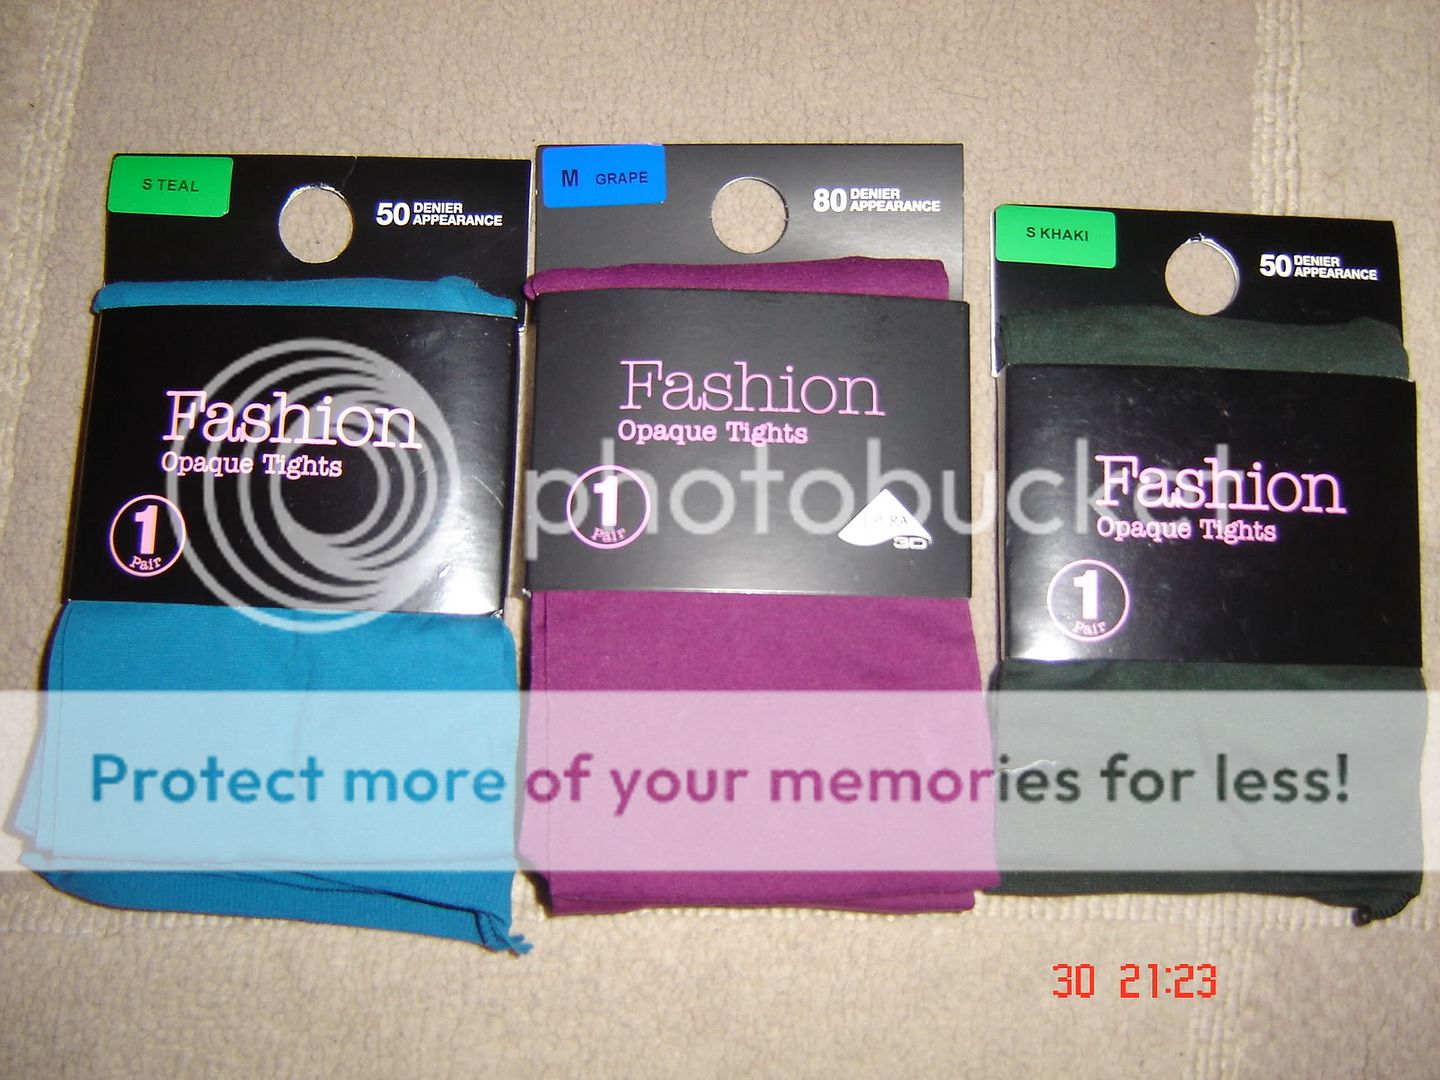 S TEAL
50 DENIER
APPEARANCE
Fashion
Opaque Tights
1
Pair
M GRAPE
80 DENIER
APPEARANCE
Fashion
Opaque Tights
1
Pair
LYCRA
3D
S KHAKI
50 DENIER
APPEARANCE
Fashion
Opaque Tights
1
Pair
photobucket
Protect more of your memories for less!
30 21:23